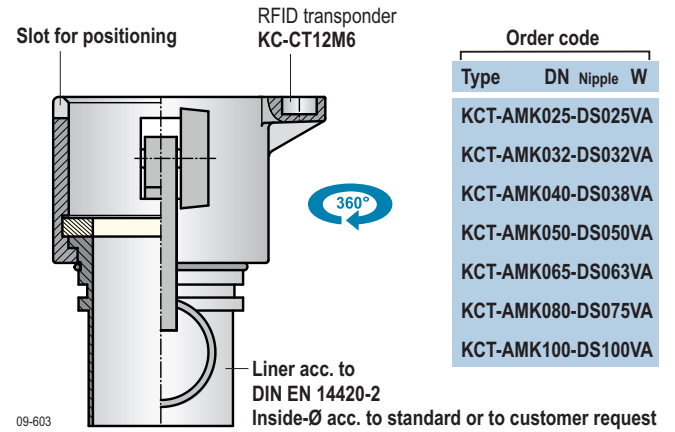 Slot for positioning
RFID transponder
KC-CT12M6
360°
Liner acc. to
DIN EN 14420-2
Inside-Ø acc. to standard or to customer request
09-603
Order code
Type DN Nipple W
KCT-AMK025-DS025VA
KCT-AMK032-DS032VA
KCT-AMK040-DS038VA
KCT-AMK050-DS050VA
KCT-AMK065-DS063VA
KCT-AMK080-DS075VA
KCT-AMK100-DS100VA